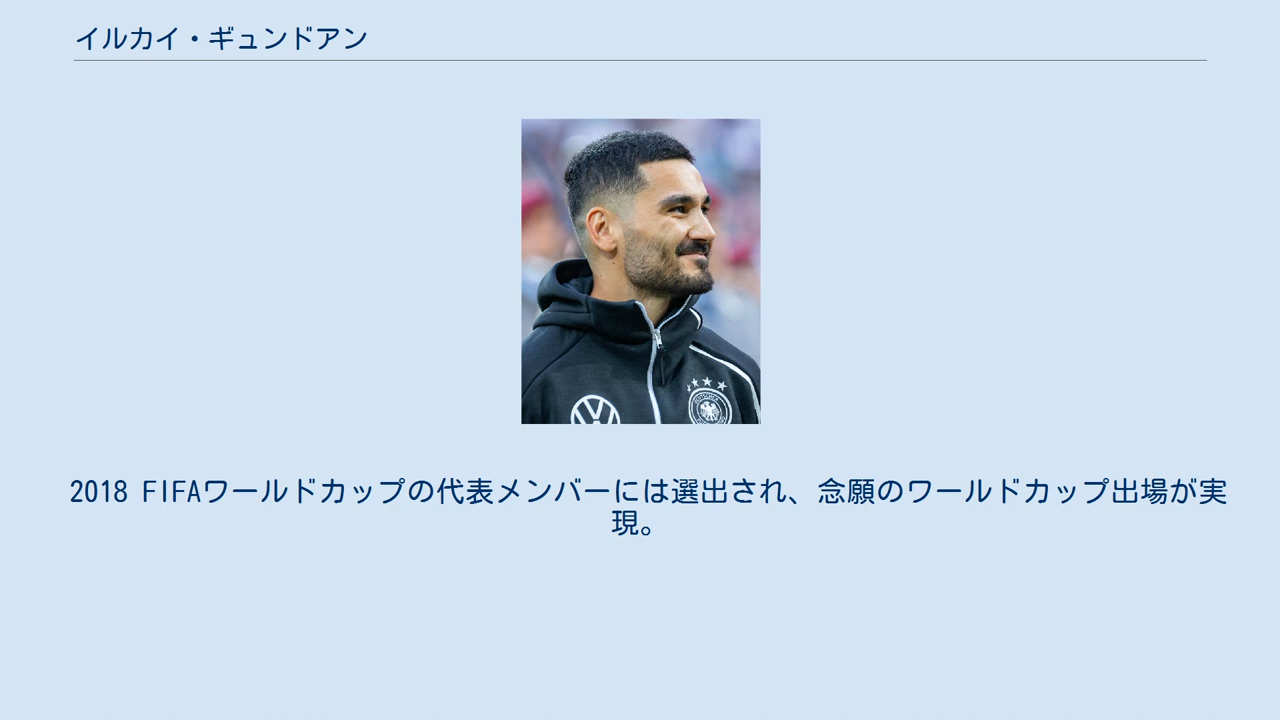 イルカイ・ギュンドアン
2018 FIFAワールドカップの代表メンバーには選出され、念願のワールドカップ出場が実
現。